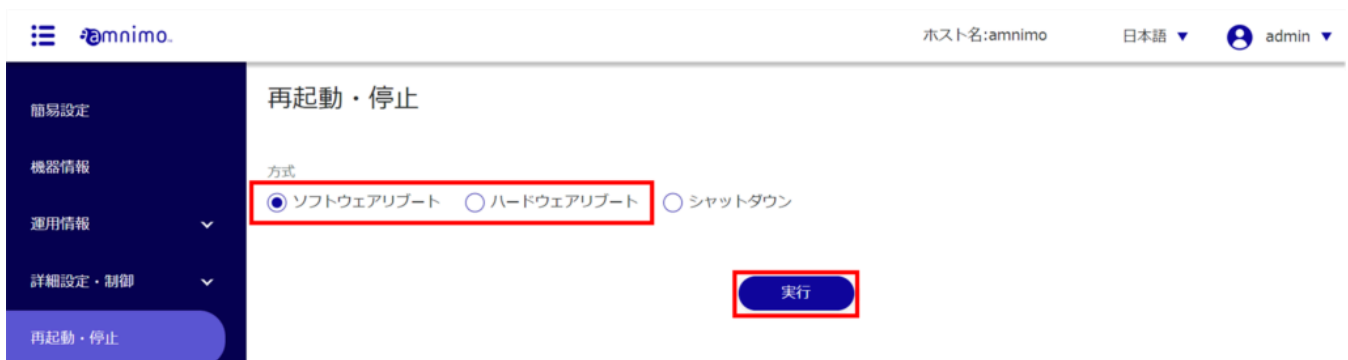 amnimo
ホスト名:amnimo 日本語 ▼ admin ▼
簡易設定
機器情報
運用情報
詳細設定・制御
再起動・停止
再起動・停止
方式
ソフトウェアリブート ハードウェアリブート シャットダウン
実行